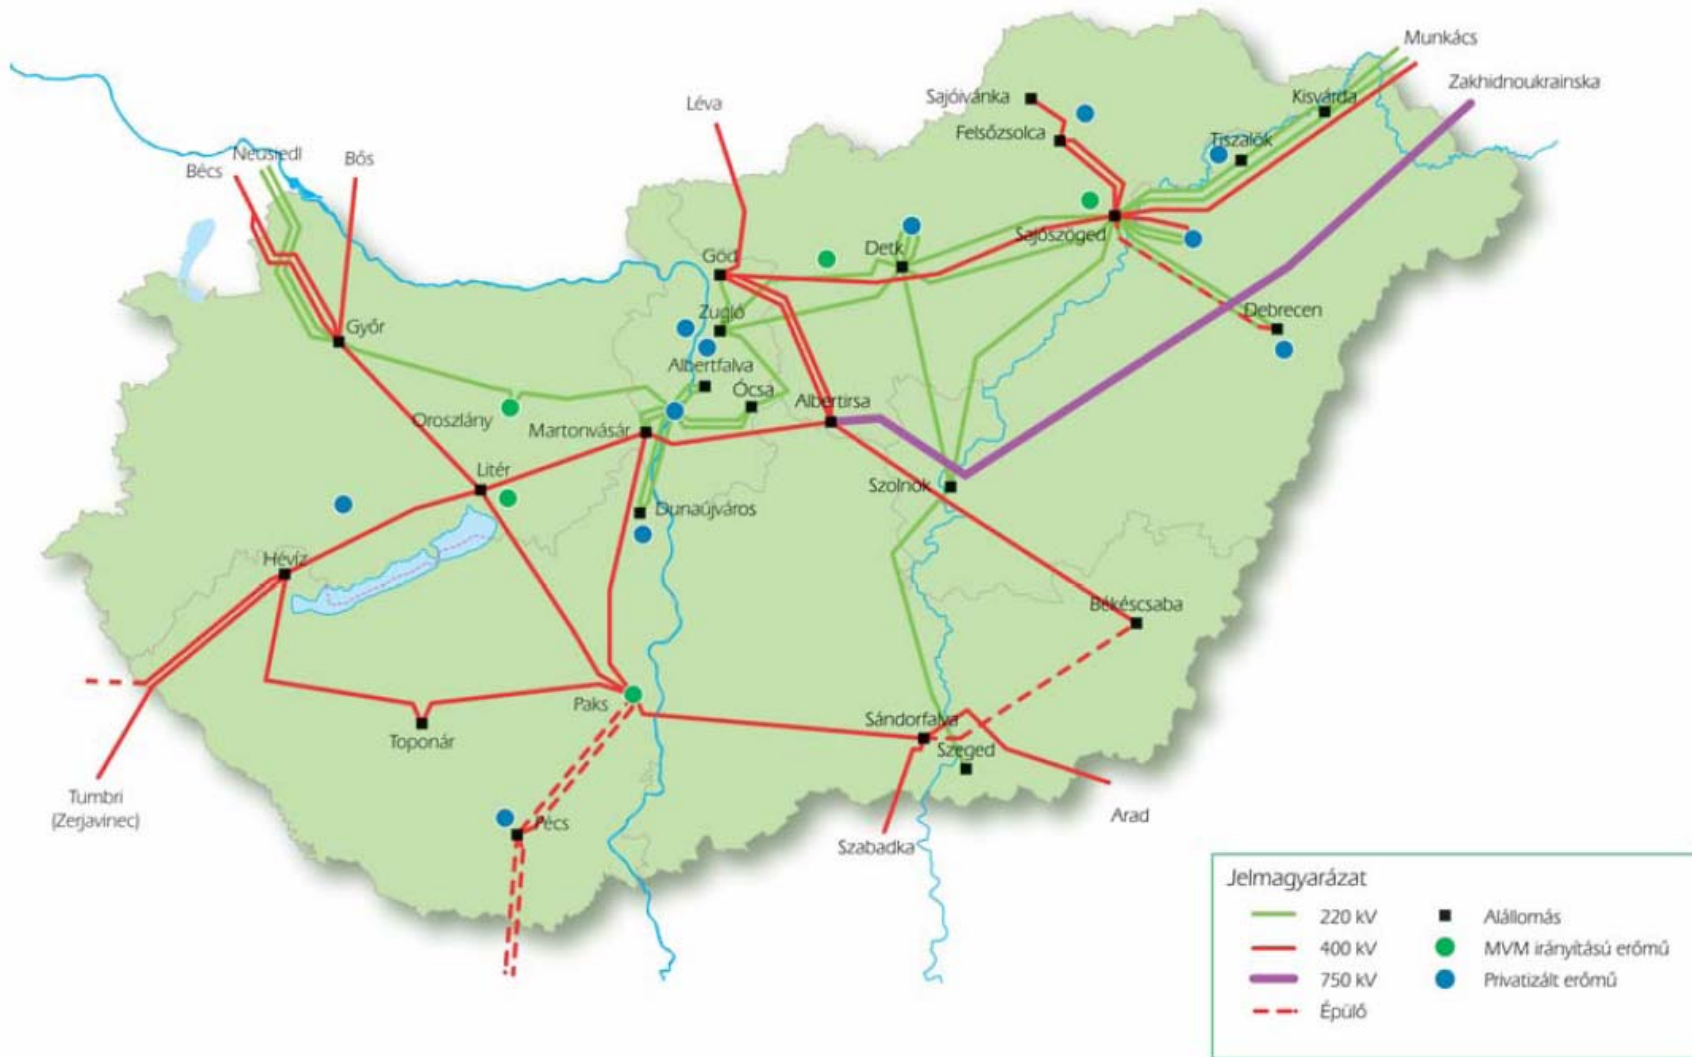 Munkács
Zakhidnoukrainska
Sajóivánka
Kisvárda
Léva
Felsőzsolca
Tiszalök
Neusiedl
Bős
Bécs
Sajószöged
Detk
Göd
Debrecen
Zugló
Győr
Albertfalva
Ócsa
Albertirsa
Oroszlány
Martonvásár
Litér
Szolnok
Dunaújváros
Hévíz
Békéscsaba
Paks
Sándorfalva
Toponár
Szeged
Tumbri
(Zerjavinec)
Arad
Pécs
Szabadka
Jelmagyarázat
220 kV
Alállomás
400 kV
MVM irányítású erőmű
750 kV
Privatizált erőmű
Épülő